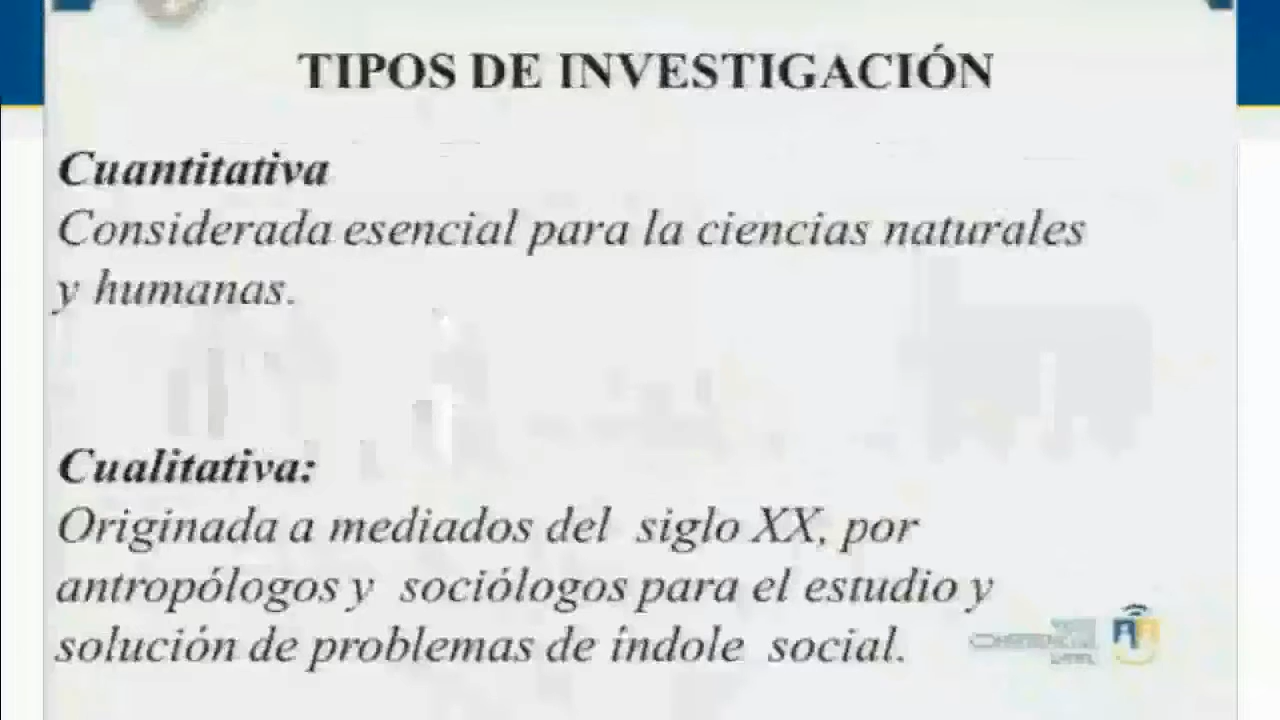 TIPOS DE INVESTIGACIÓN
Cuantitativa
Considerada esencial para la ciencias naturales
y humanas.
Cualitativa:
Originada a mediados del siglo XX, por
antropólogos y sociólogos para el estudio y
solución de problemas de índole social.